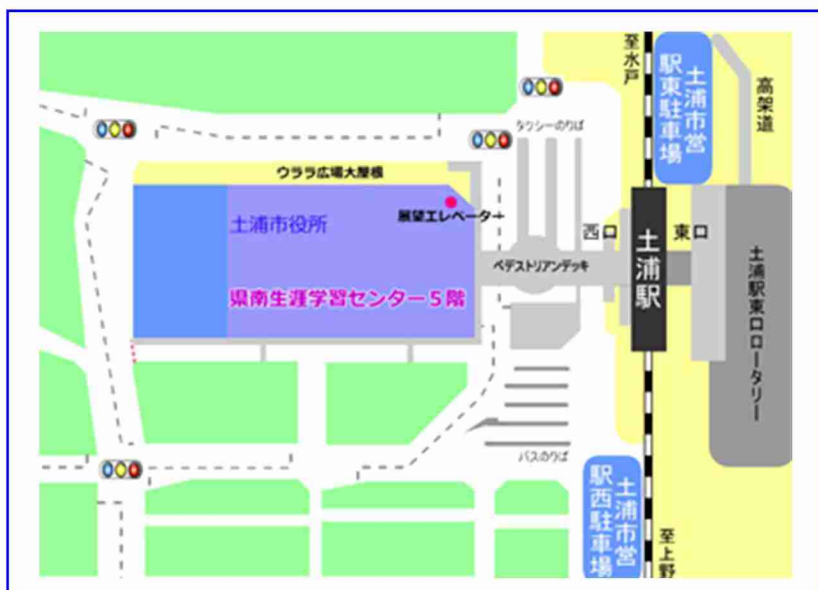 至水戸
土浦市営
駅東駐車場
高架道
タクシーのりば
ウララ広場大屋根
展望エレベーター
土浦市役所
西口
土浦駅
東口
ペデストリアンデッキ
県南生涯学習センター5階
土浦駅東口ロータリー
バスのりば
土浦市営
駅西駐車場
至上野